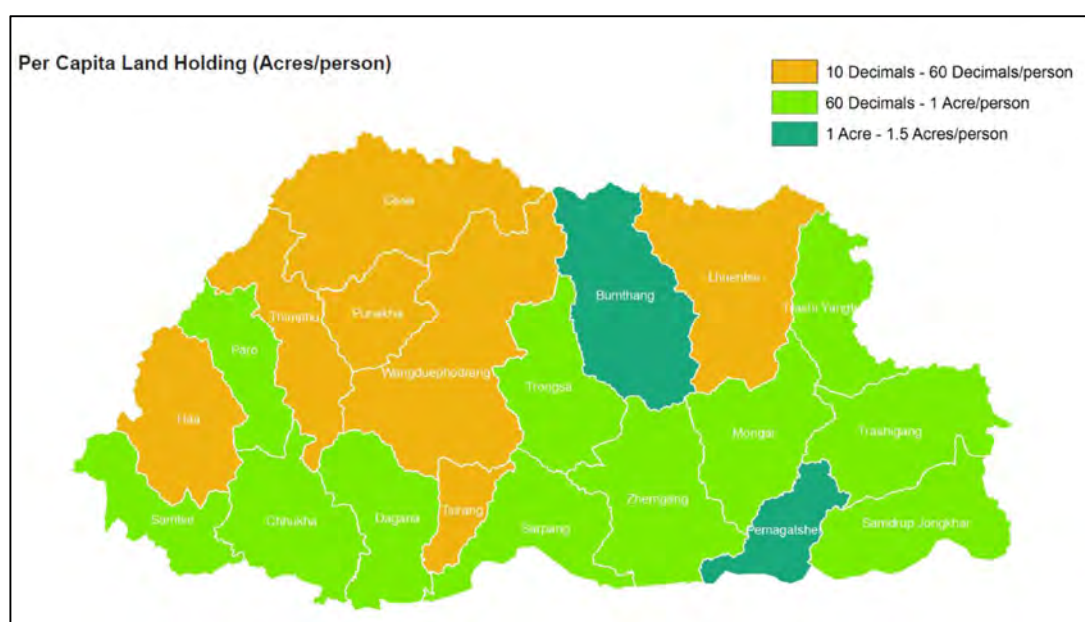 Per Capita Land Holding (Acres/person)
10 Decimals - 60 Decimals/person
60 Decimals - 1 Acre/person
1 Acre - 1.5 Acres/person
Gasa
Bumthang
Lhuentse
Trashi Yangts
Thimphu
Punakha
Paro
Wangduephodrang
Trongsa
Haa
Mongar
Trashigang
Samtse
Chhukha
Dagana
Tsirang
Sarpang
Zhemgang
Pemagatshel
Samdrup Jongkhar